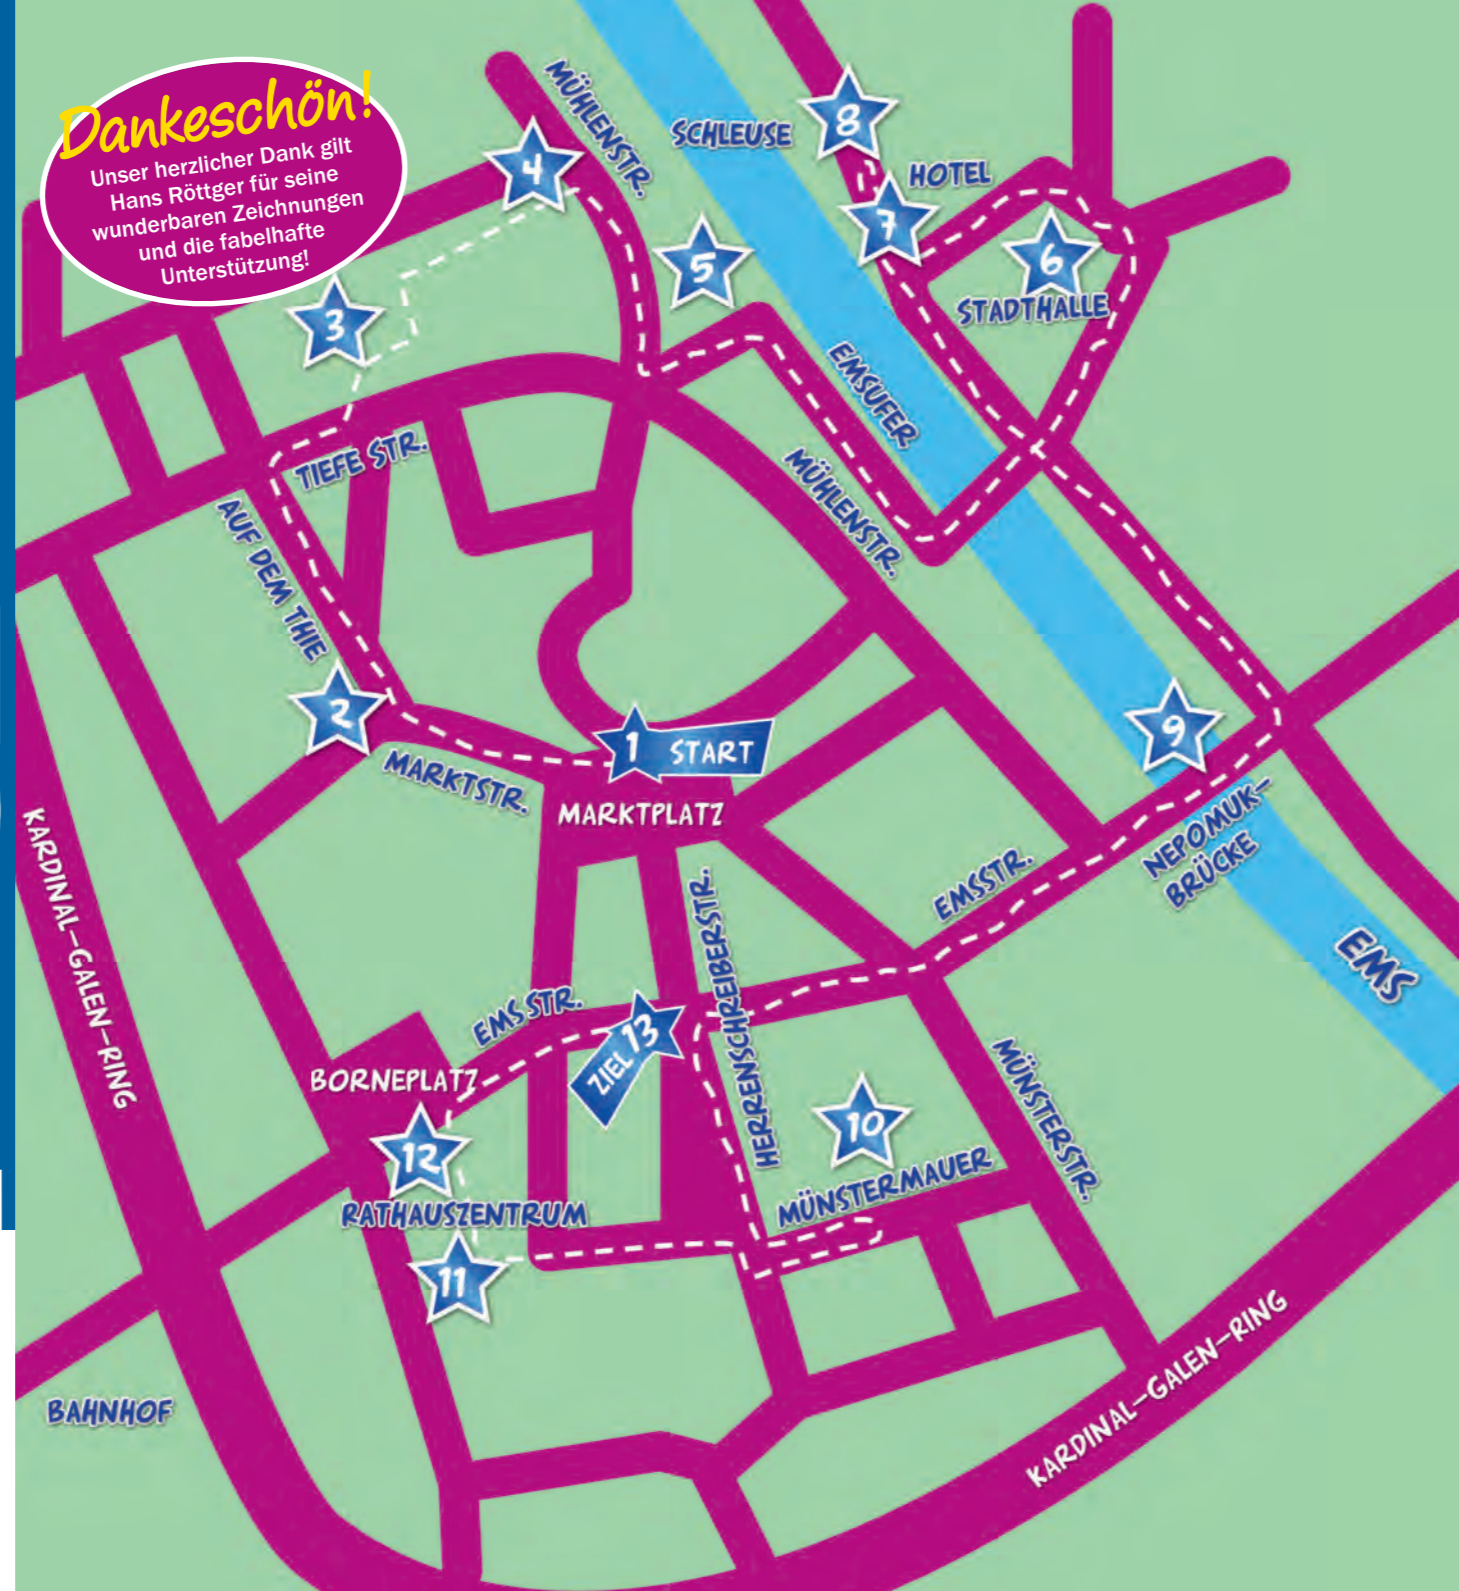 Dankeschön!
Unser herzlicher Dank gilt
Hans Röttger für seine
wunderbaren Zeichnungen
und die fabelhafte
Unterstützung!
MÜHLENSTR.
SCHLEUSE
8
4
HOTEL
7
5
6
STADTHALLE
3
EMSUFER
TIEFE STR.
MÜHLENSTR.
AUF DEM THIE
2
1 START
MARKTSTR.
MARKTPLATZ
9
NEPOMUK-
BRÜCKE
EMSSTR.
KARDINAL-GALEN-RING
HERRENSCHREIBERSTR.
EMS
EMS STR.
ZIEL 13
BORNEPLATZ
MÜNSTERSTR.
10
12
MÜNSTERMAUER
RATHAUSZENTRUM
11
BAHNHOF
KARDINAL-GALEN-RING